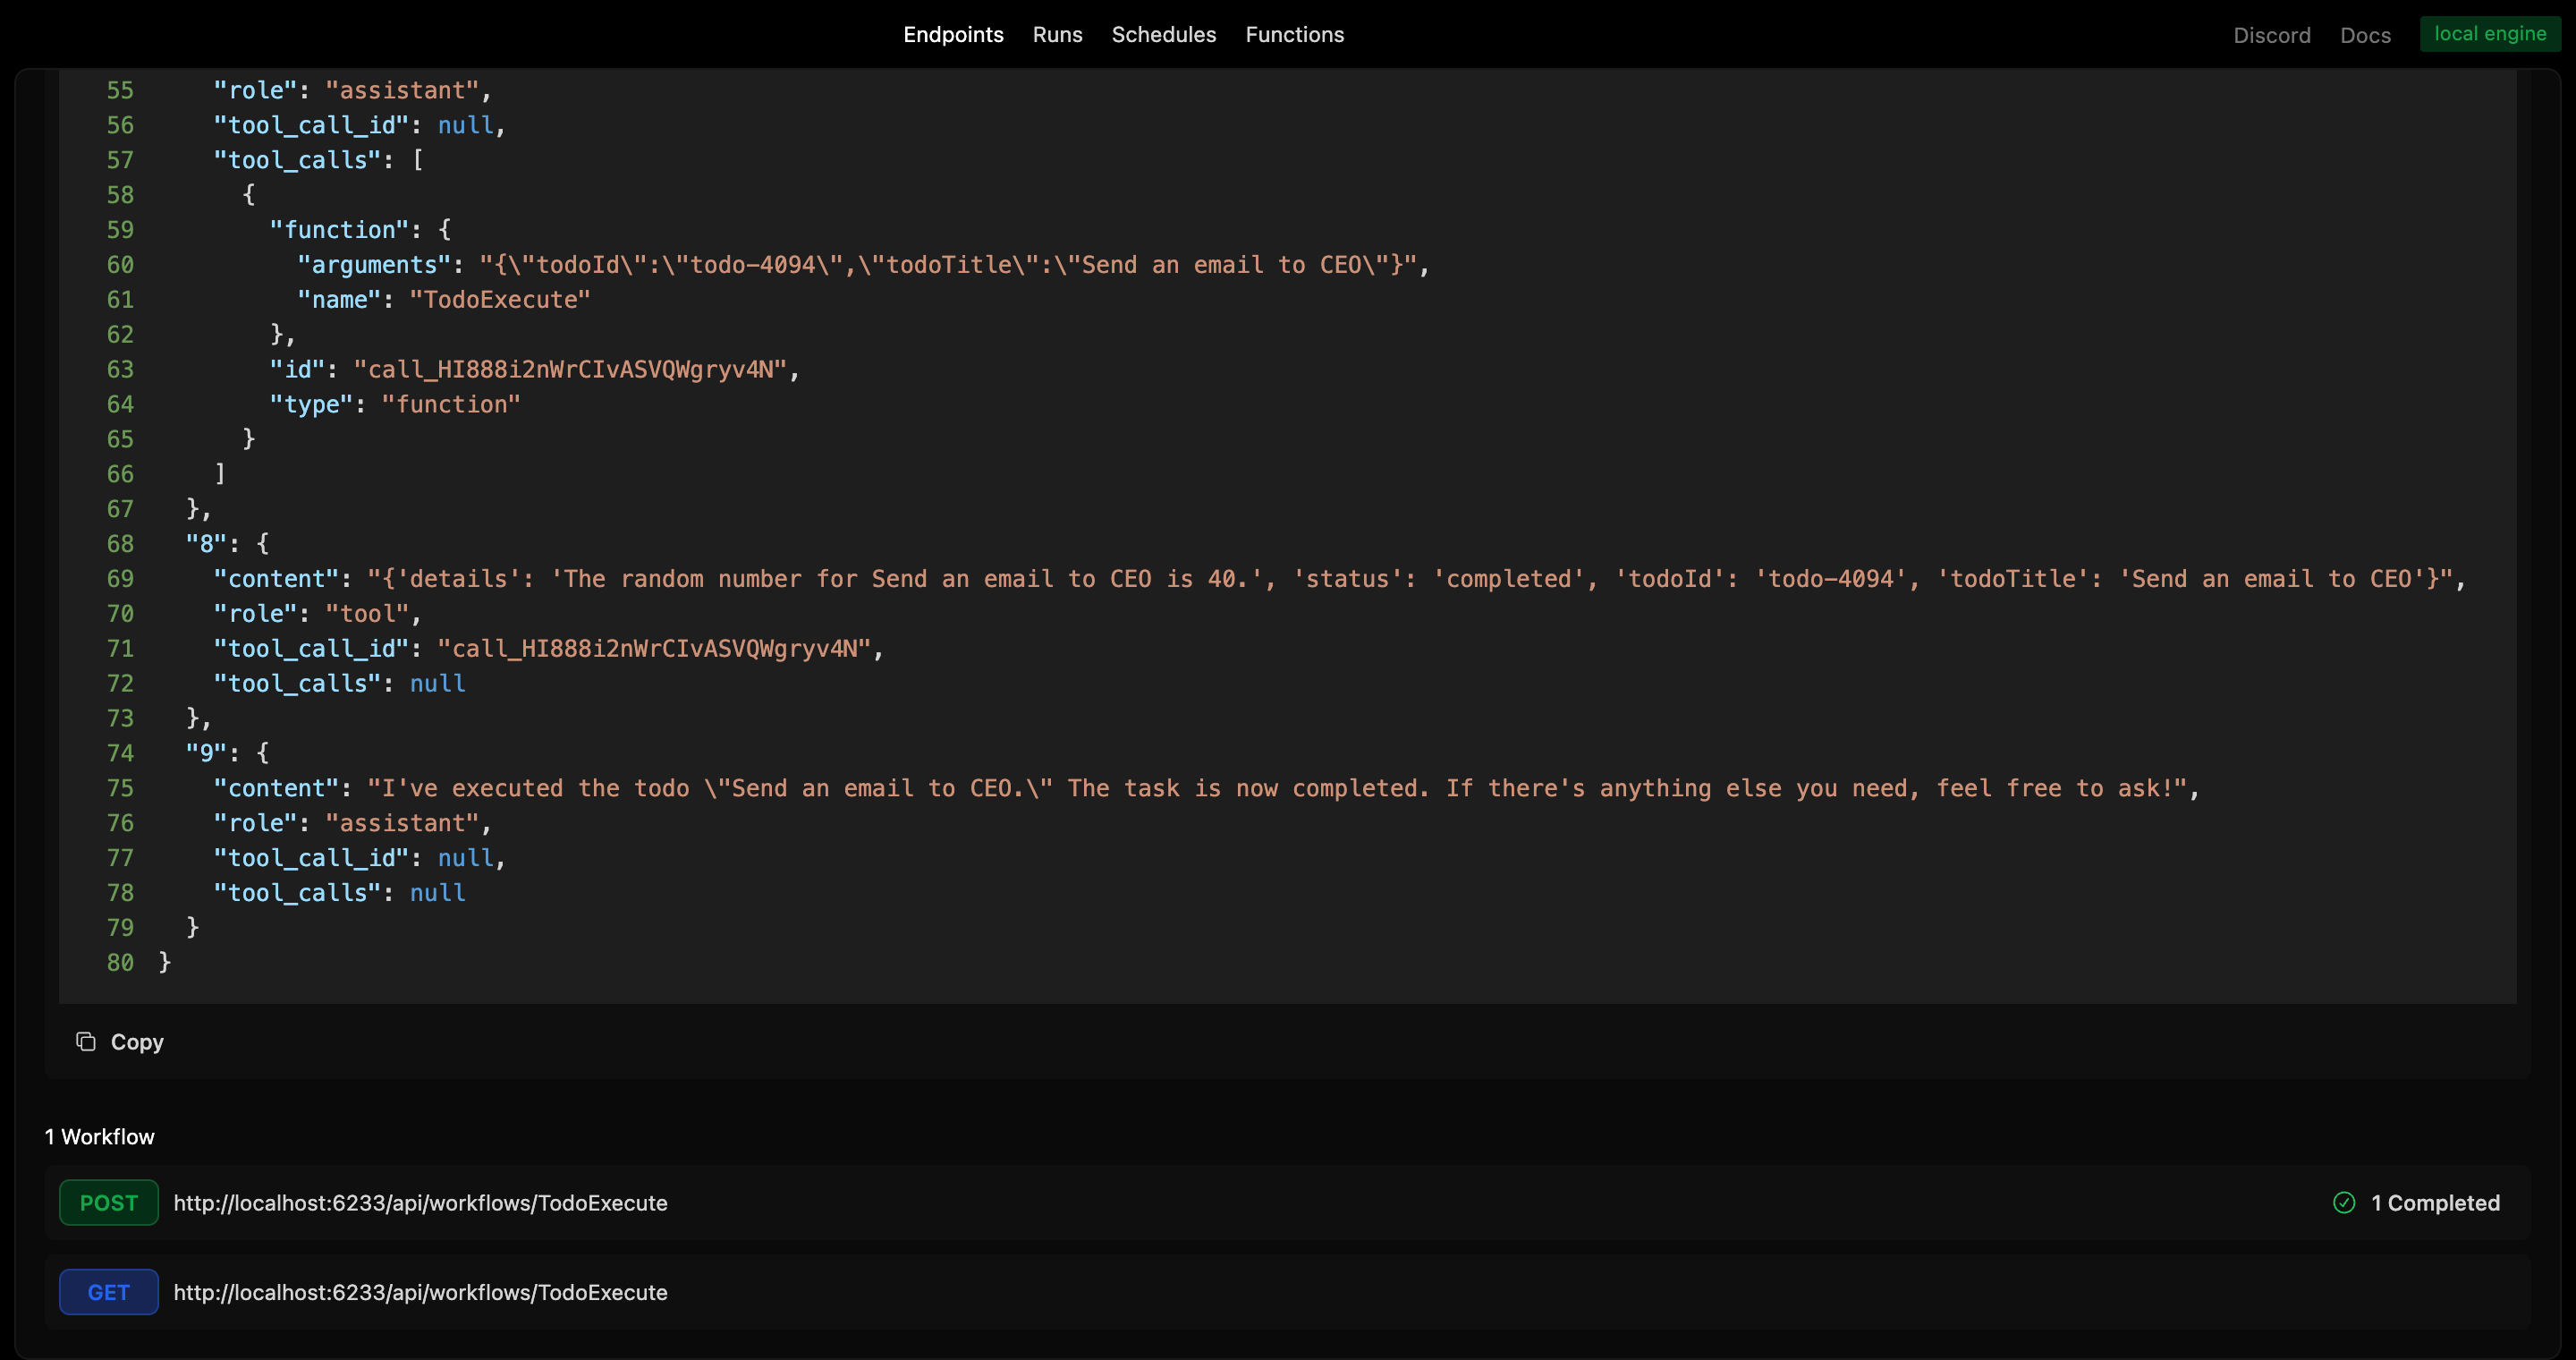 Endpoints Runs Schedules Functions Discord Docs local engine
55 "role": "assistant",
56 "tool_call_id": null,
57 "tool_calls": [
58 {
59 "function": {
60 "arguments": "{\"todoId\":\"todo-4094\",\"todoTitle\":\"Send an email to CEO\"}",
61 "name": "TodoExecute"
62 },
63 "id": "call_HI888i2nWrCIvASVQWgryv4N",
64 "type": "function"
65 }
66 ]
67 },
68 "8": {
69 "content": "{'details': 'The random number for Send an email to CEO is 40.', 'status': 'completed', 'todoId': 'todo-4094', 'todoTitle': 'Send an email to CEO'}",
70 "role": "tool",
71 "tool_call_id": "call_HI888i2nWrCIvASVQWgryv4N",
72 "tool_calls": null
73 },
74 "9": {
75 "content": "I've executed the todo \"Send an email to CEO.\" The task is now completed. If there's anything else you need, feel free to ask!",
76 "role": "assistant",
77 "tool_call_id": null,
78 "tool_calls": null
79 }
80 }
Copy
1 Workflow
POST http://localhost:6233/api/workflows/TodoExecute 1 Completed
GET http://localhost:6233/api/workflows/TodoExecute